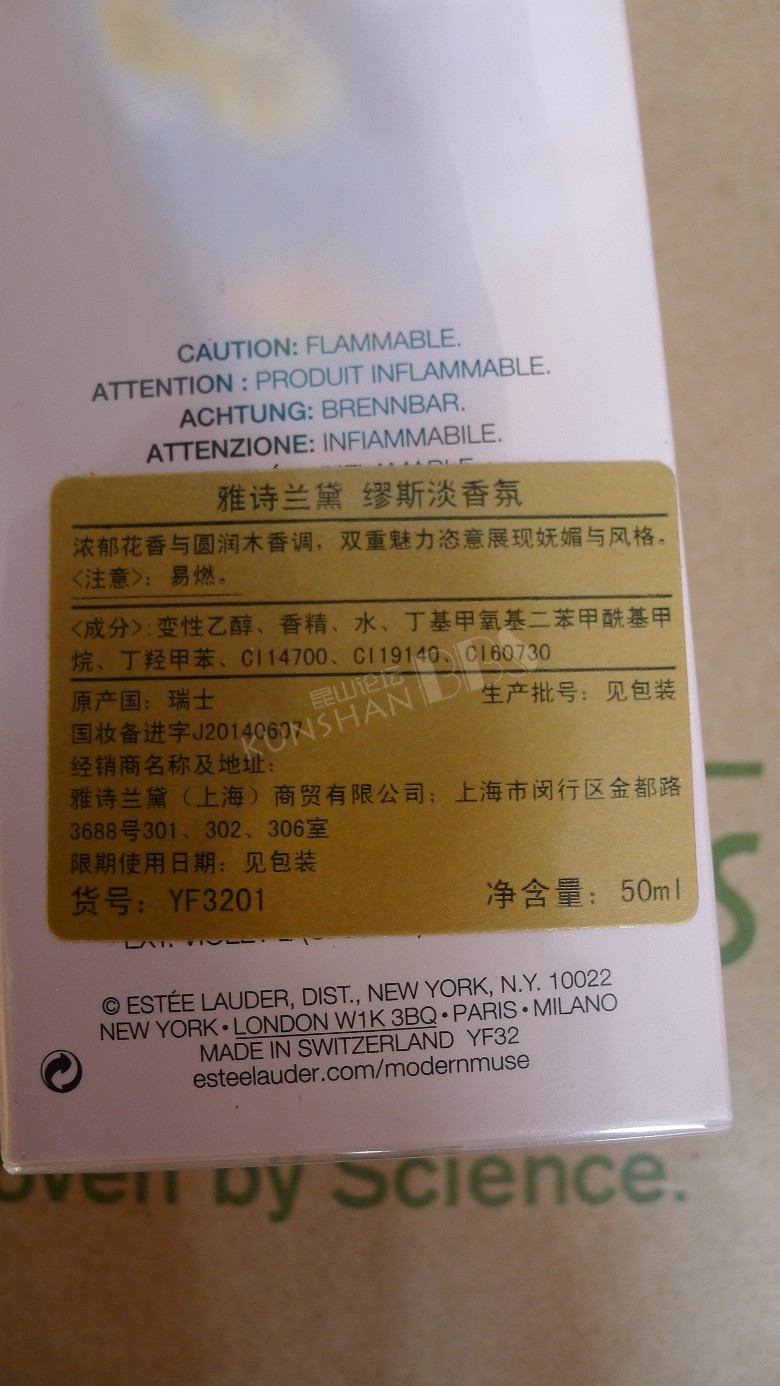 CAUTION: FLAMMABLE.
ATTENTION : PRODUIT INFLAMMABLE.
ACHTUNG: BRENNBAR.
ATTENZIONE: INFIAMMABILE.
雅诗兰黛 缪斯淡香氛
浓郁花香与圆润木香调，双重魅力恣意展现妩媚与风格。
<注意>：易燃。
<成分>:变性乙醇、香精、水、丁基甲氧基二苯甲酰基甲
烷、丁羟甲苯、CI14700、CI19140、CI60730
原产国：瑞士 生产批号：见包装
国妆备进字J20140607
经销商名称及地址：
雅诗兰黛（上海）商贸有限公司；上海市闵行区金都路
3688号301、302、306室
限期使用日期：见包装
货号：YF3201 净含量：50ml
昆山论坛
KUNSHAN BBS
© ESTÉE LAUDER, DIST., NEW YORK, N.Y. 10022
NEW YORK • LONDON W1K 3BQ • PARIS • MILANO
MADE IN SWITZERLAND YF32
esteelauder.com/modernmuse
by Science.